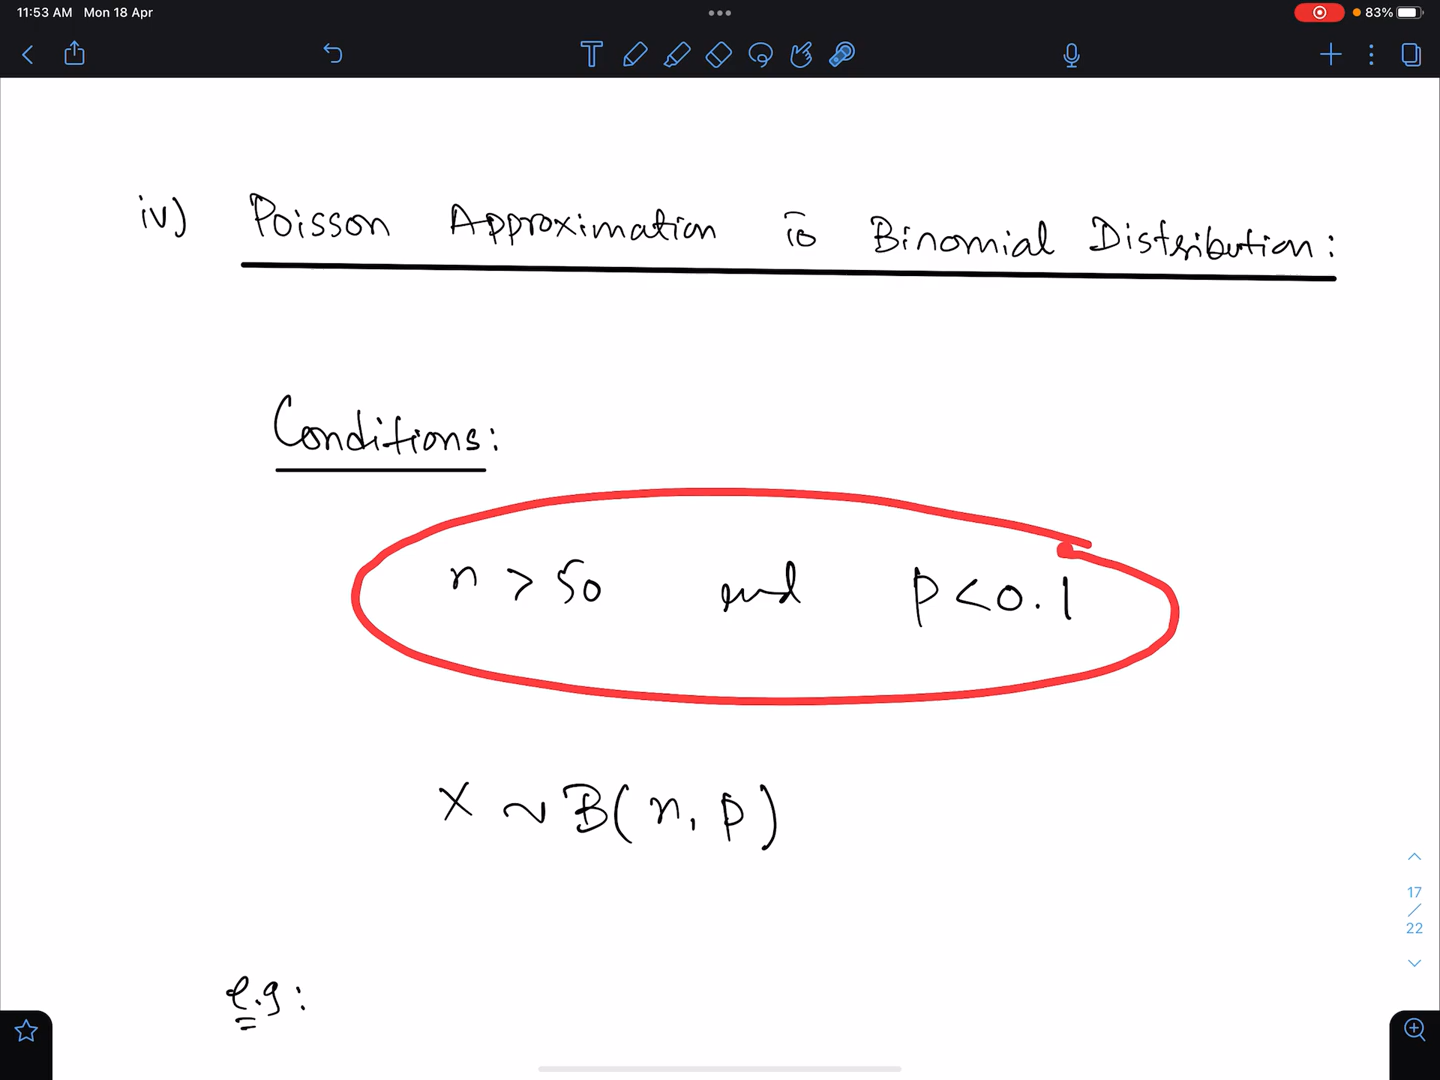 11:53 AM Mon 18 Apr
83%
iv) Poisson Approximation to Binomial Distribution:
Conditions:
n > 50 and p < 0.1
X ~ B(n, p)
17
/
22
e.g: